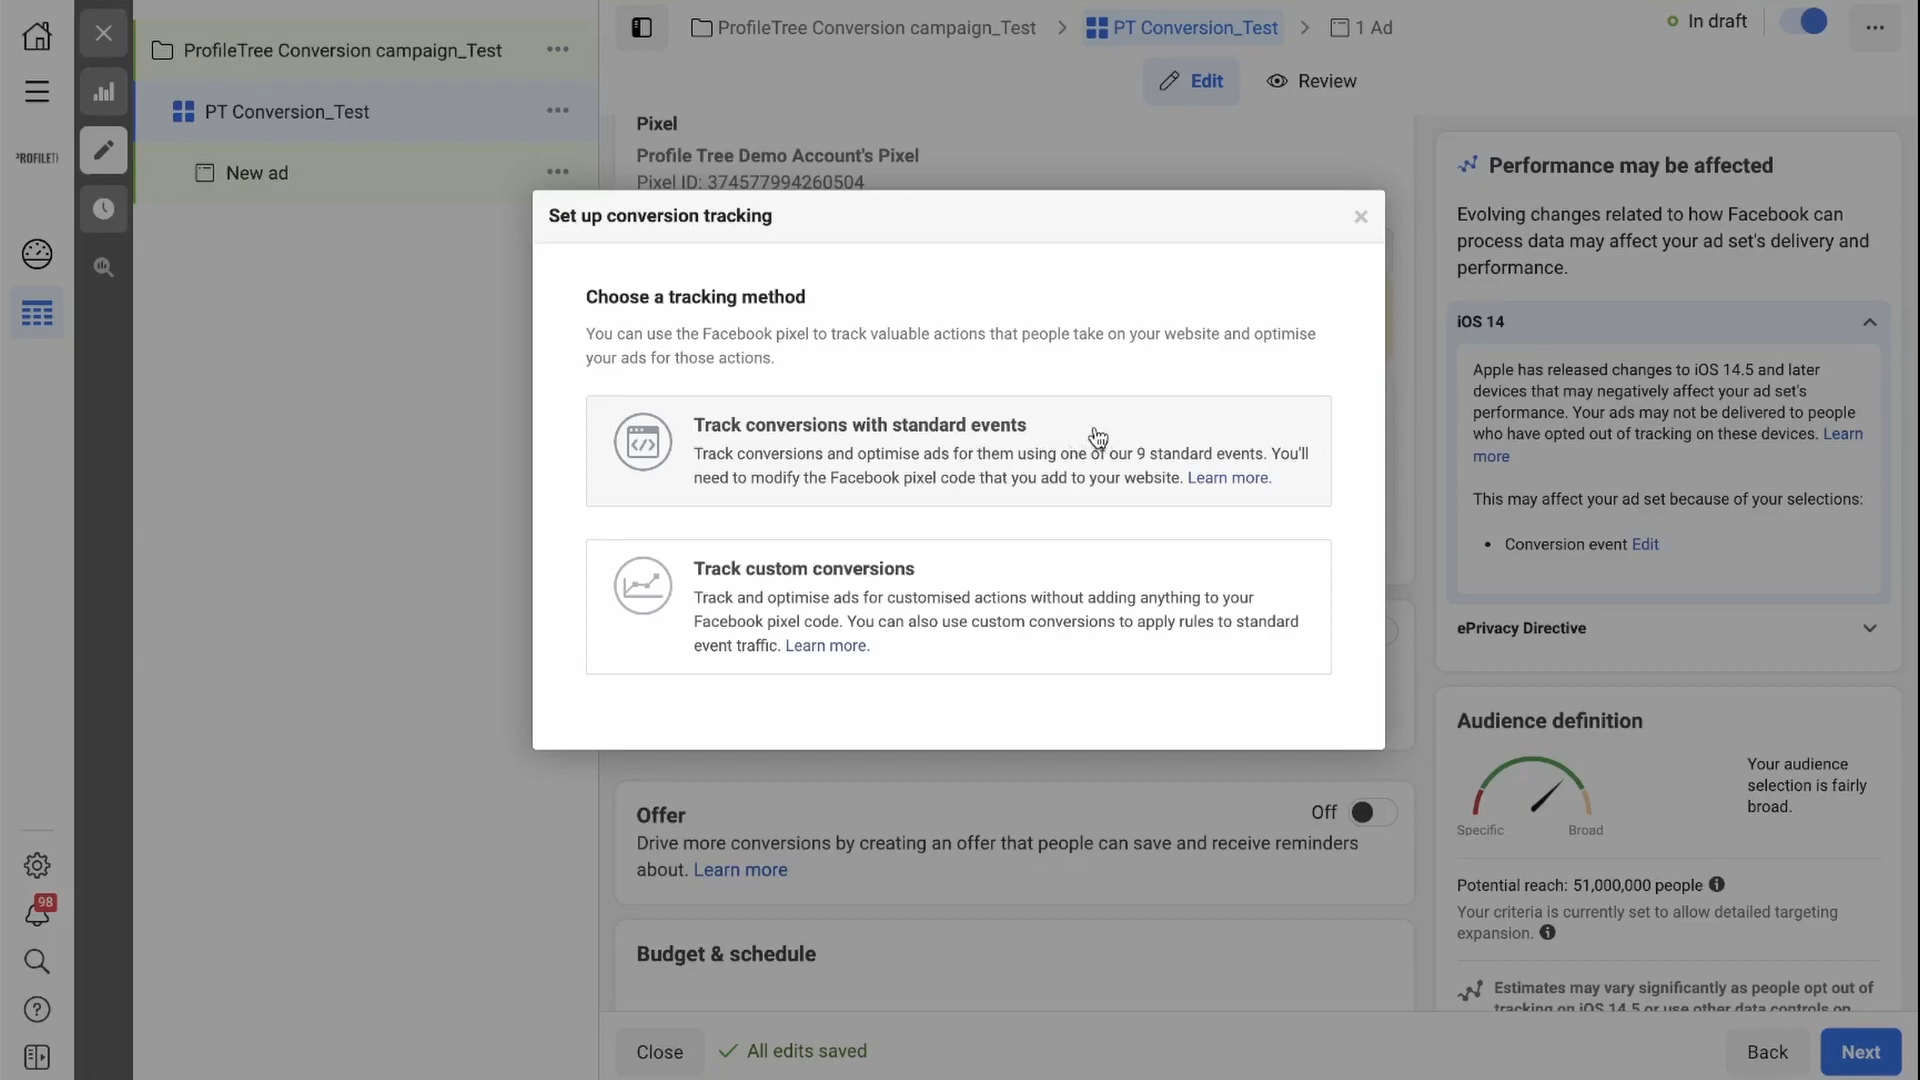 ProfileTree Conversion campaign_Test
PT Conversion_Test
New ad
98
ProfileTree Conversion campaign_Test
PT Conversion_Test
1 Ad
In draft
Edit
Review
Pixel
Profile Tree Demo Account's Pixel
Pixel ID: 374577994260504
Set up conversion tracking
Choose a tracking method
You can use the Facebook pixel to track valuable actions that people take on your website and optimise
your ads for those actions.
Track conversions with standard events
Track conversions and optimise ads for them using one of our 9 standard events. You'll
need to modify the Facebook pixel code that you add to your website. Learn more.
Track custom conversions
Track and optimise ads for customised actions without adding anything to your
Facebook pixel code. You can also use custom conversions to apply rules to standard
event traffic. Learn more.
Offer
Off
Drive more conversions by creating an offer that people can save and receive reminders
about. Learn more
Budget & schedule
Close
All edits saved
Back
Next
Performance may be affected
Evolving changes related to how Facebook can
process data may affect your ad set's delivery and
performance.
iOS 14
Apple has released changes to iOS 14.5 and later
devices that may negatively affect your ad set's
performance. Your ads may not be delivered to people
who have opted out of tracking on these devices. Learn
more
This may affect your ad set because of your selections:
• Conversion event Edit
ePrivacy Directive
Audience definition
Specific
Broad
Your audience
selection is fairly
broad.
Potential reach: 51,000,000 people
Your criteria is currently set to allow detailed targeting
expansion.
Estimates may vary significantly as people opt out of
tracking on iOS 14.5 or use other data controls on